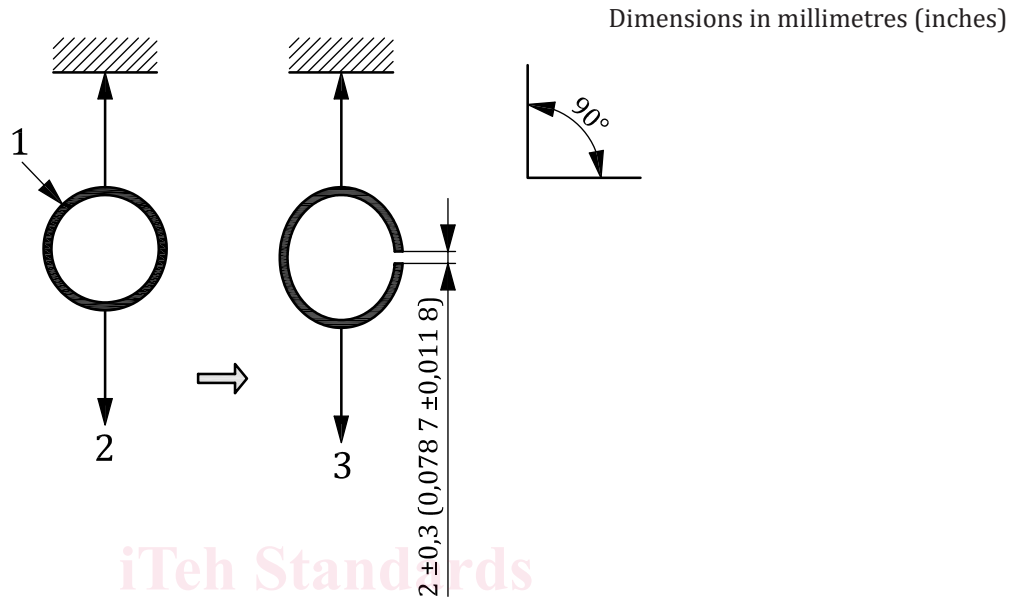 Dimensions in millimetres (inches)
90°
1
2
3
2 ±0,3 (0,078 7 ±0,011 8)
iTeh Standards